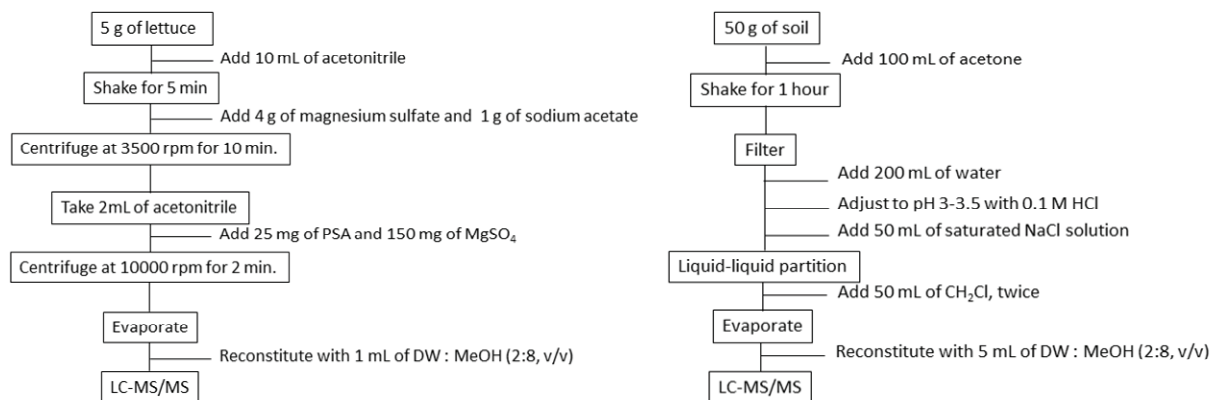 5 g of lettuce
Add 10 mL of acetonitrile
Shake for 5 min
Add 4 g of magnesium sulfate and 1 g of sodium acetate
Centrifuge at 3500 rpm for 10 min.
Take 2mL of acetonitrile
Add 25 mg of PSA and 150 mg of MgSO₄
Centrifuge at 10000 rpm for 2 min.
Evaporate
Reconstitute with 1 mL of DW : MeOH (2:8, v/v)
LC-MS/MS
50 g of soil
Add 100 mL of acetone
Shake for 1 hour
Filter
Add 200 mL of water
Adjust to pH 3-3.5 with 0.1 M HCl
Add 50 mL of saturated NaCl solution
Liquid-liquid partition
Add 50 mL of CH₂Cl, twice
Evaporate
Reconstitute with 5 mL of DW : MeOH (2:8, v/v)
LC-MS/MS